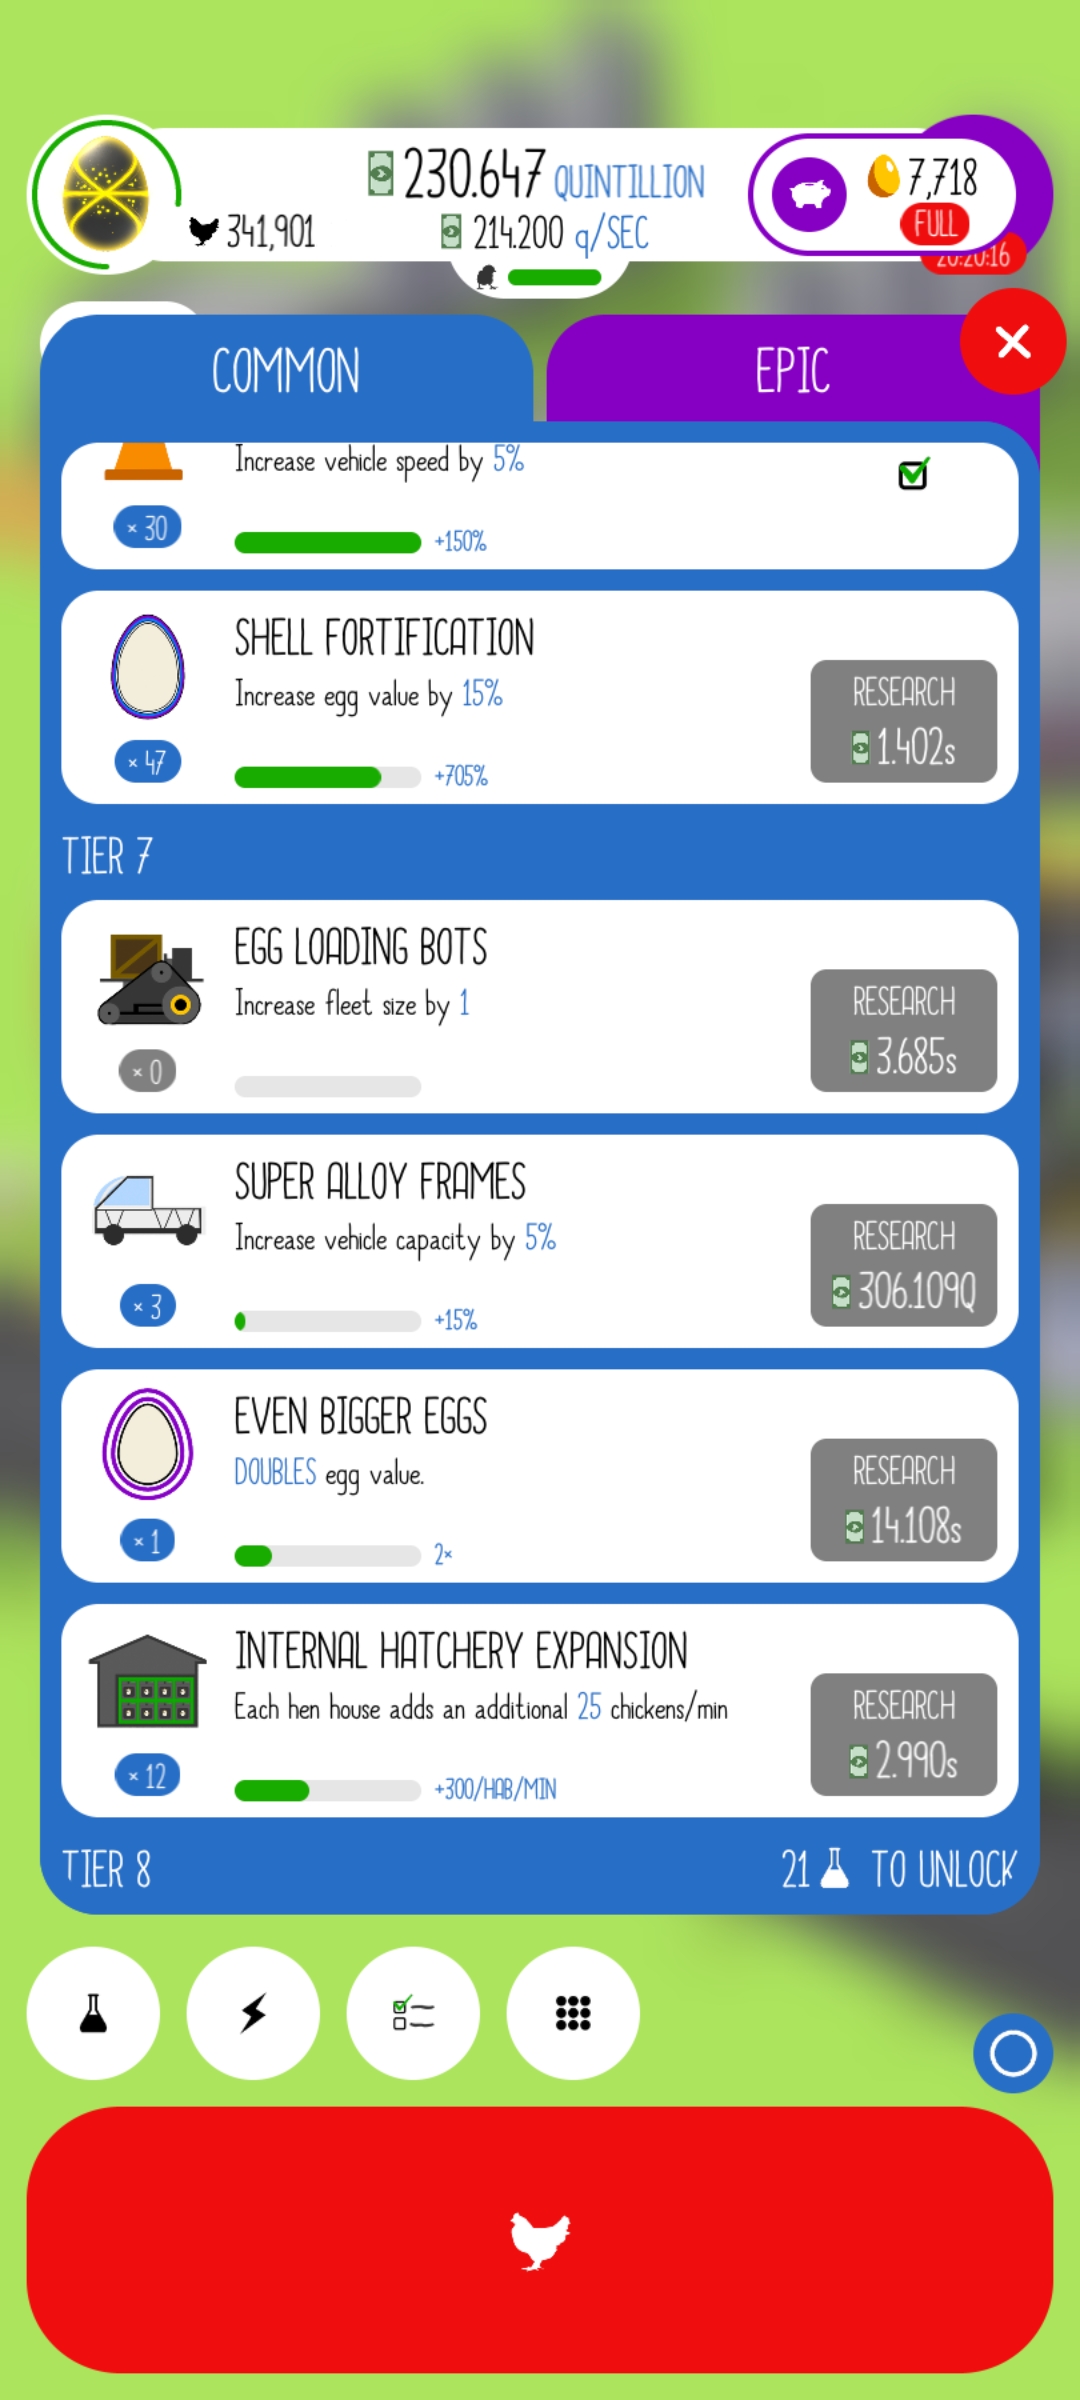 230.647 QUINTILLION
7,718
341,901
214.200 q/SEC
FULL
20:20:16
COMMON
EPIC
Increase vehicle speed by 5%
× 30
+150%
SHELL FORTIFICATION
Increase egg value by 15%
RESEARCH
1.402s
× 47
+705%
TIER 7
EGG LOADING BOTS
Increase fleet size by 1
RESEARCH
3.685s
× 0
SUPER ALLOY FRAMES
Increase vehicle capacity by 5%
RESEARCH
306.109Q
× 3
+15%
EVEN BIGGER EGGS
DOUBLES egg value.
RESEARCH
14.108s
× 1
2×
INTERNAL HATCHERY EXPANSION
Each hen house adds an additional 25 chickens/min
RESEARCH
2.990s
× 12
+300/HAB/MIN
TIER 8
21 TO UNLOCK